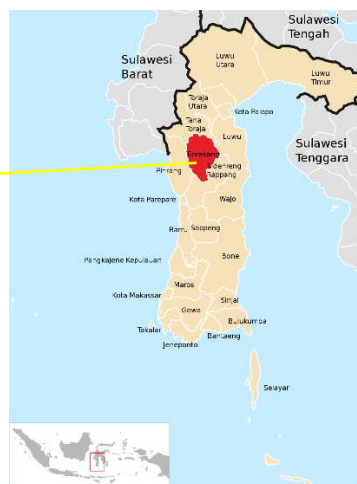 Sulawesi
Tengah
Sulawesi
Barat
Luwu
Utara
Luwu
Timur
Toraja
Utara
Kota Palopo
Tana
Toraja
Luwu
Sulawesi
Tenggara
Enrekang
Pinrang
Sidenreng
Rappang
Kota Parepare
Wajo
Barru
Soppeng
Pangkajene Kepulauan
Bone
Maros
Kota Makassar
Sinjai
Gowa
Bulukumba
Takalar
Bantaeng
Jeneponto
Selayar